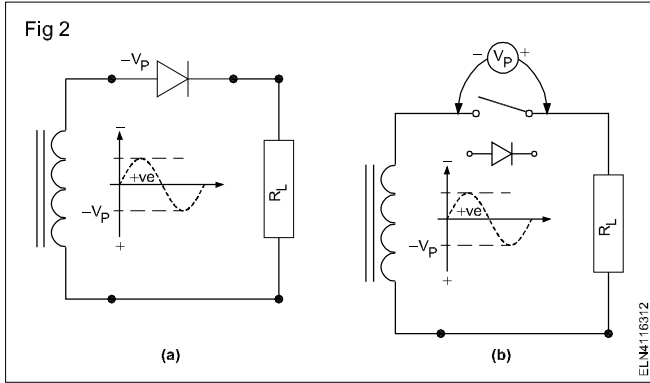 Fig 2
−V_P
−
+ve
−V_P
+
R_L
(a)
− V_P +
−
+ve
−V_P
+
R_L
(b)
ELN4116312